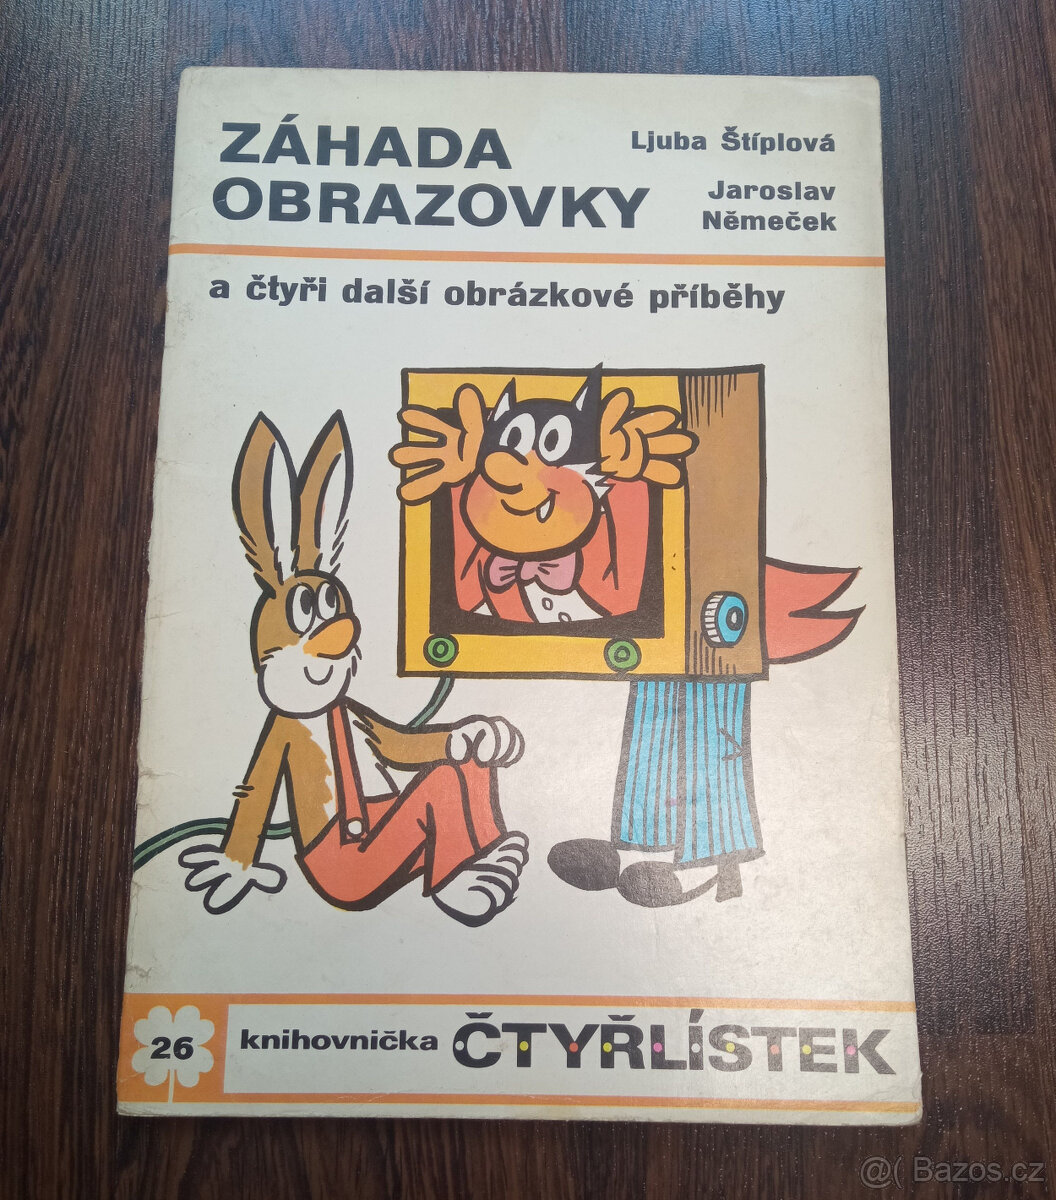 ZÁHADA
OBRAZOVKY
Ljuba Štíplová
Jaroslav
Němeček
a čtyři další obrázkové příběhy
26
knihovnička ČTYŘLÍSTEK
@( Bazos.cz